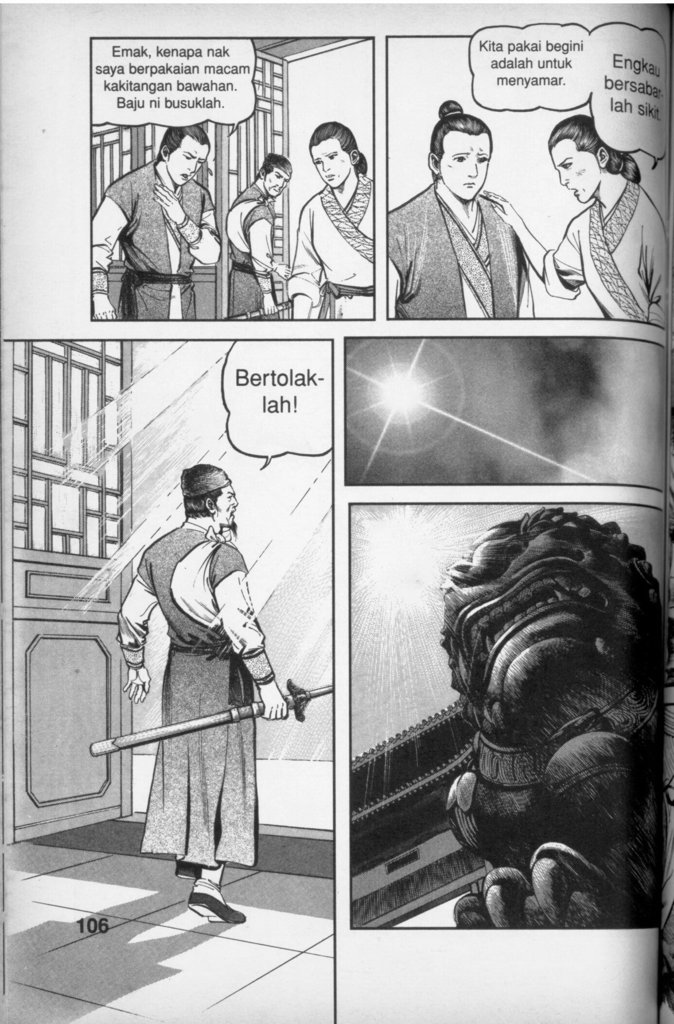 Emak, kenapa nak
saya berpakaian macam
kakitangan bawahan.
Baju ni busuklah.
Kita pakai begini
adalah untuk
menyamar.
Engkau
bersabar-
lah sikit.
Bertolak-
lah!
106